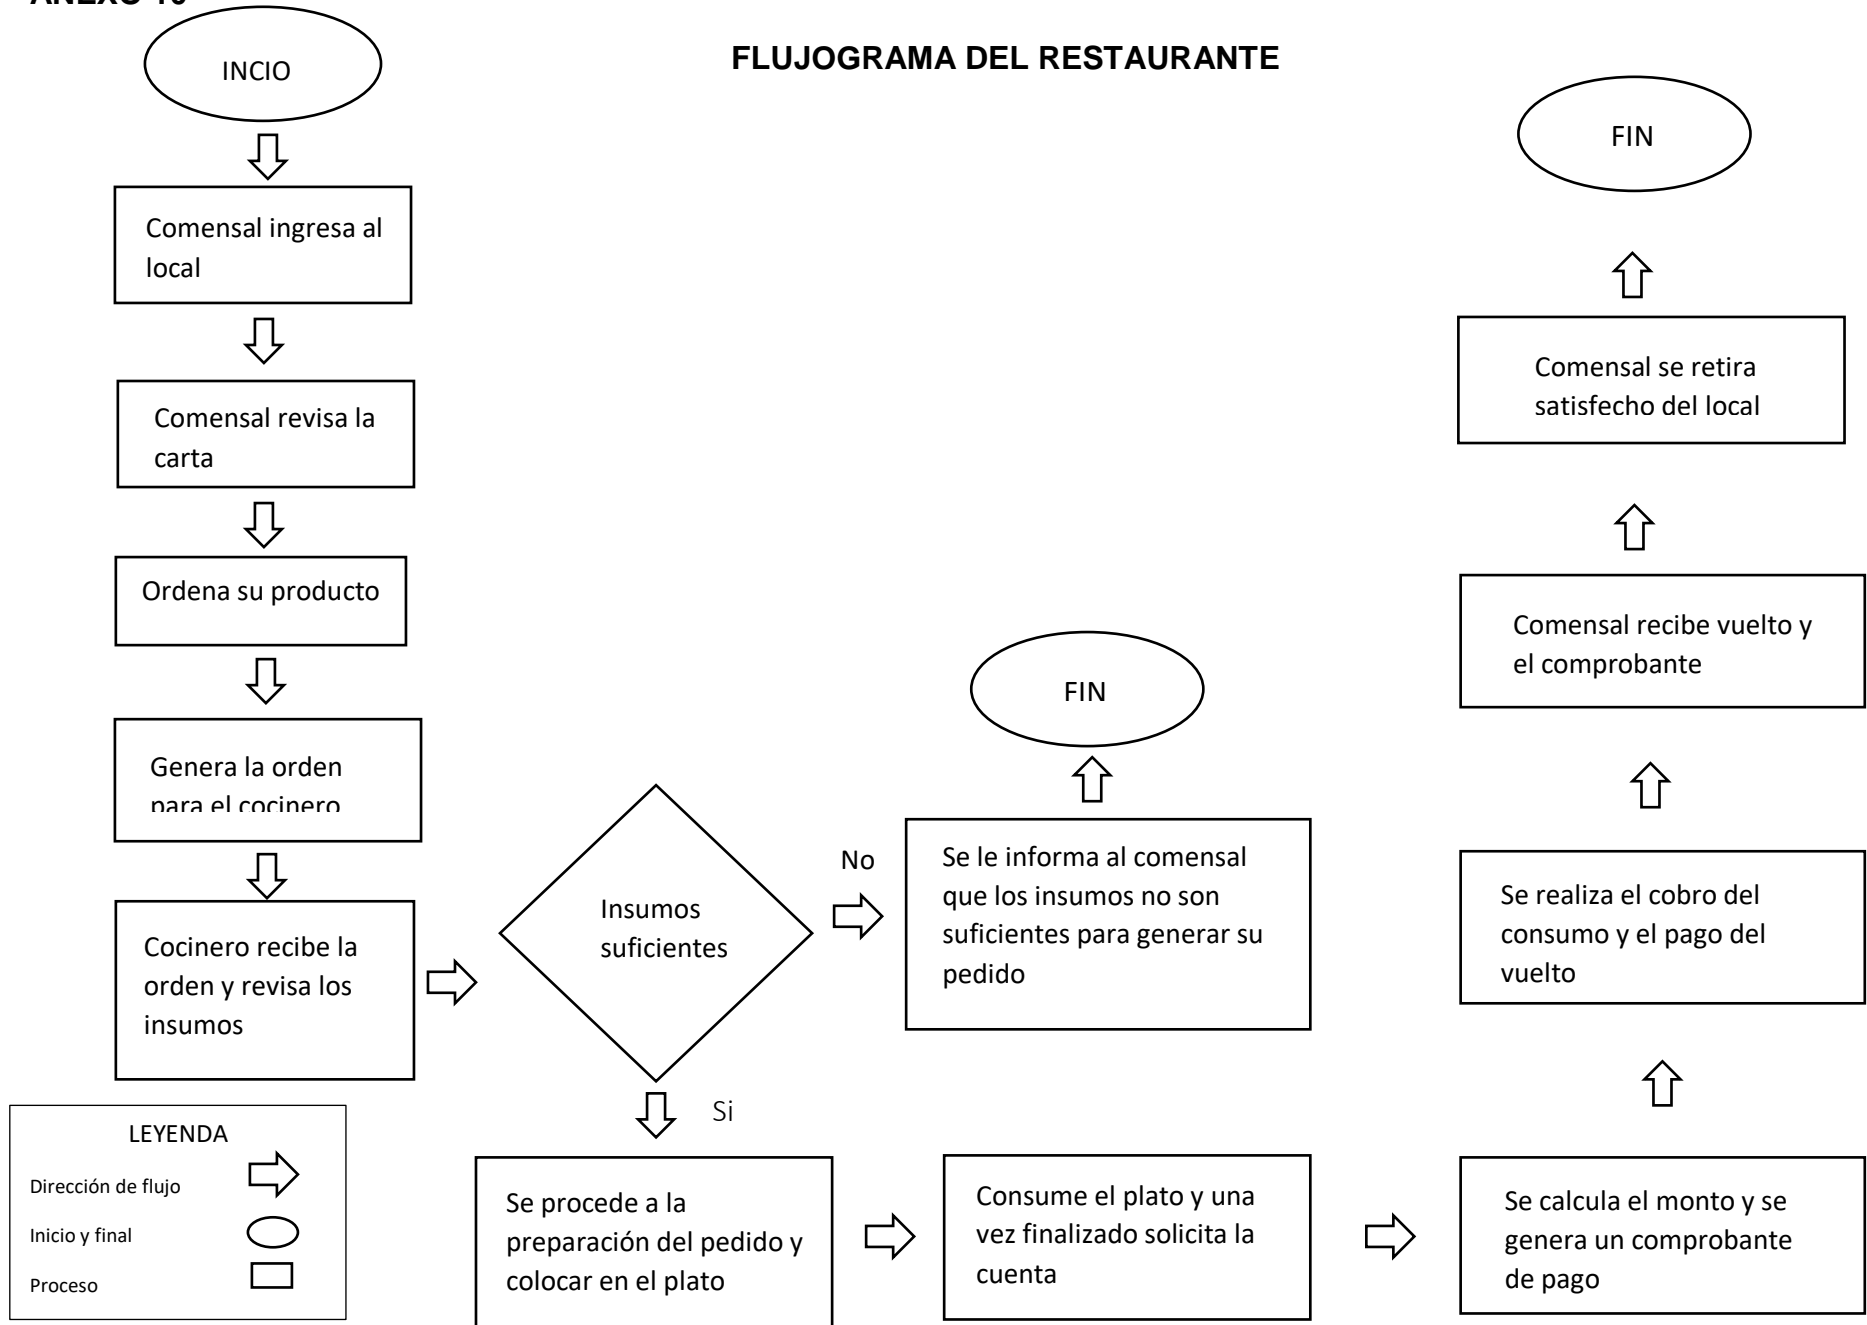 FLUJOGRAMA DEL RESTAURANTE
INCIO
Comensal ingresa al
local
Comensal revisa la
carta
Ordena su producto
Genera la orden
para el cocinero
Cocinero recibe la
orden y revisa los
insumos
Insumos
suficientes
No
Se le informa al comensal
que los insumos no son
suficientes para generar su
pedido
FIN
Si
Se procede a la
preparación del pedido y
colocar en el plato
Consume el plato y una
vez finalizado solicita la
cuenta
Se calcula el monto y se
genera un comprobante
de pago
Se realiza el cobro del
consumo y el pago del
vuelto
Comensal recibe vuelto y
el comprobante
Comensal se retira
satisfecho del local
FIN
LEYENDA
Dirección de flujo
Inicio y final
Proceso